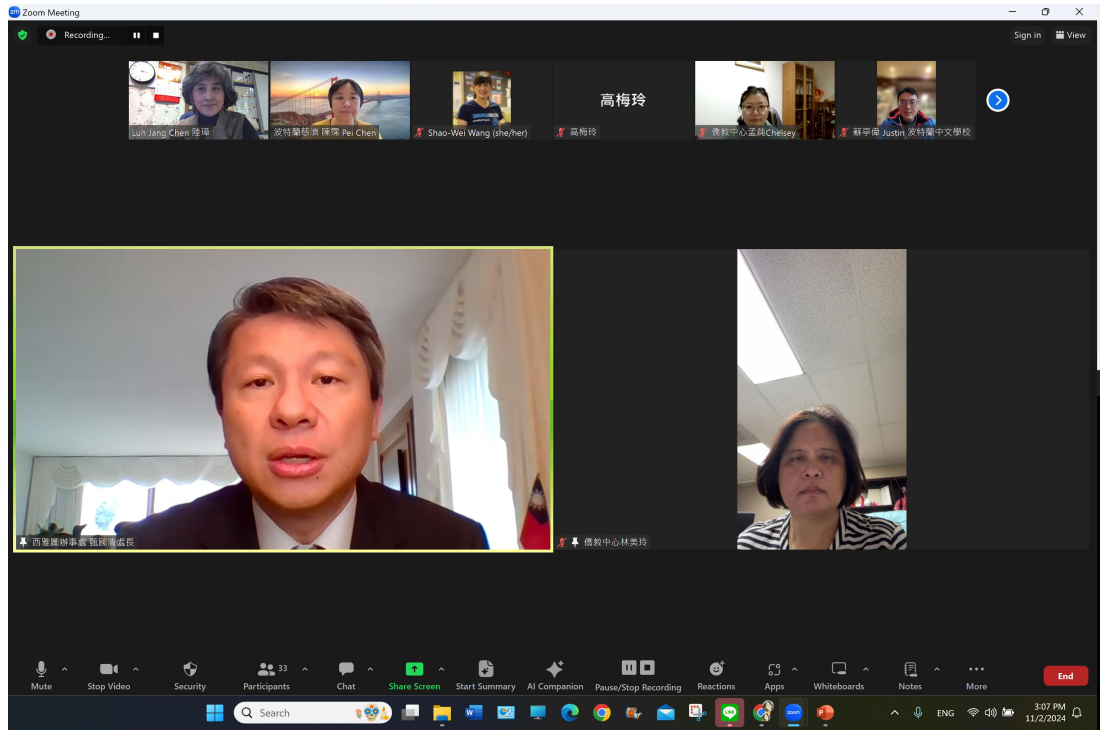 zm Zoom Meeting
Recording...
Sign in
View
Luh Jang Chen 陸璋
波特蘭慈濟 陳霈 Pei Chen
Shao-Wei Wang (she/her)
高梅玲
高梅玲
僑教中心孟純Chelsey
蘇寧偉 Justin 波特蘭中文學校
西雅圖辦事處 張國清處長
僑教中心林美玲
Mute
Stop Video
Security
33
Participants
Chat
Share Screen
Start Summary
AI Companion
Pause/Stop Recording
Reactions
Apps
Whiteboards
Notes
More
End
Search
ENG
3:07 PM
11/2/2024